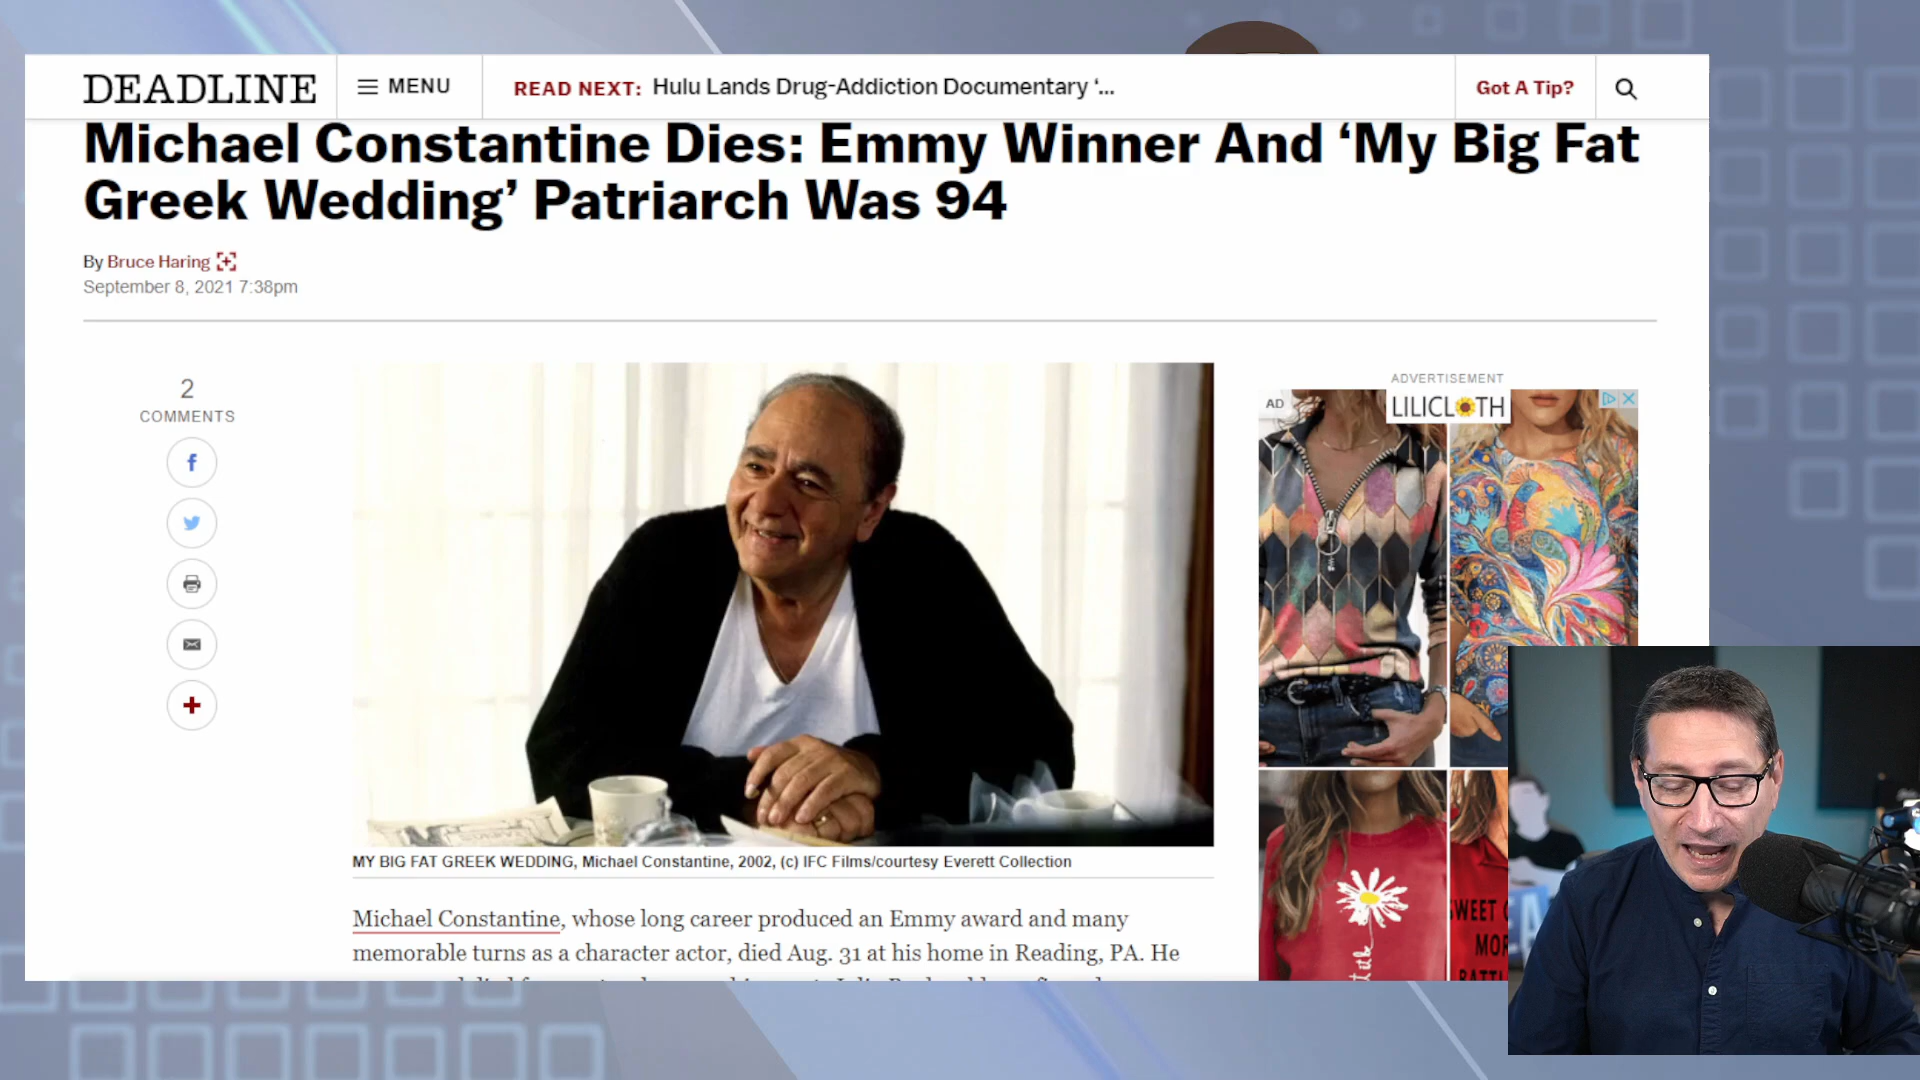 DEADLINE
MENU
READ NEXT: Hulu Lands Drug-Addiction Documentary ‘...
Got A Tip?
Michael Constantine Dies: Emmy Winner And ‘My Big Fat
Greek Wedding’ Patriarch Was 94
By Bruce Haring
September 8, 2021 7:38pm
2
COMMENTS
ADVERTISEMENT
AD
LILICLOTH
MY BIG FAT GREEK WEDDING, Michael Constantine, 2002, (c) IFC Films/courtesy Everett Collection
Michael Constantine, whose long career produced an Emmy award and many
memorable turns as a character actor, died Aug. 31 at his home in Reading, PA. He
SWEET